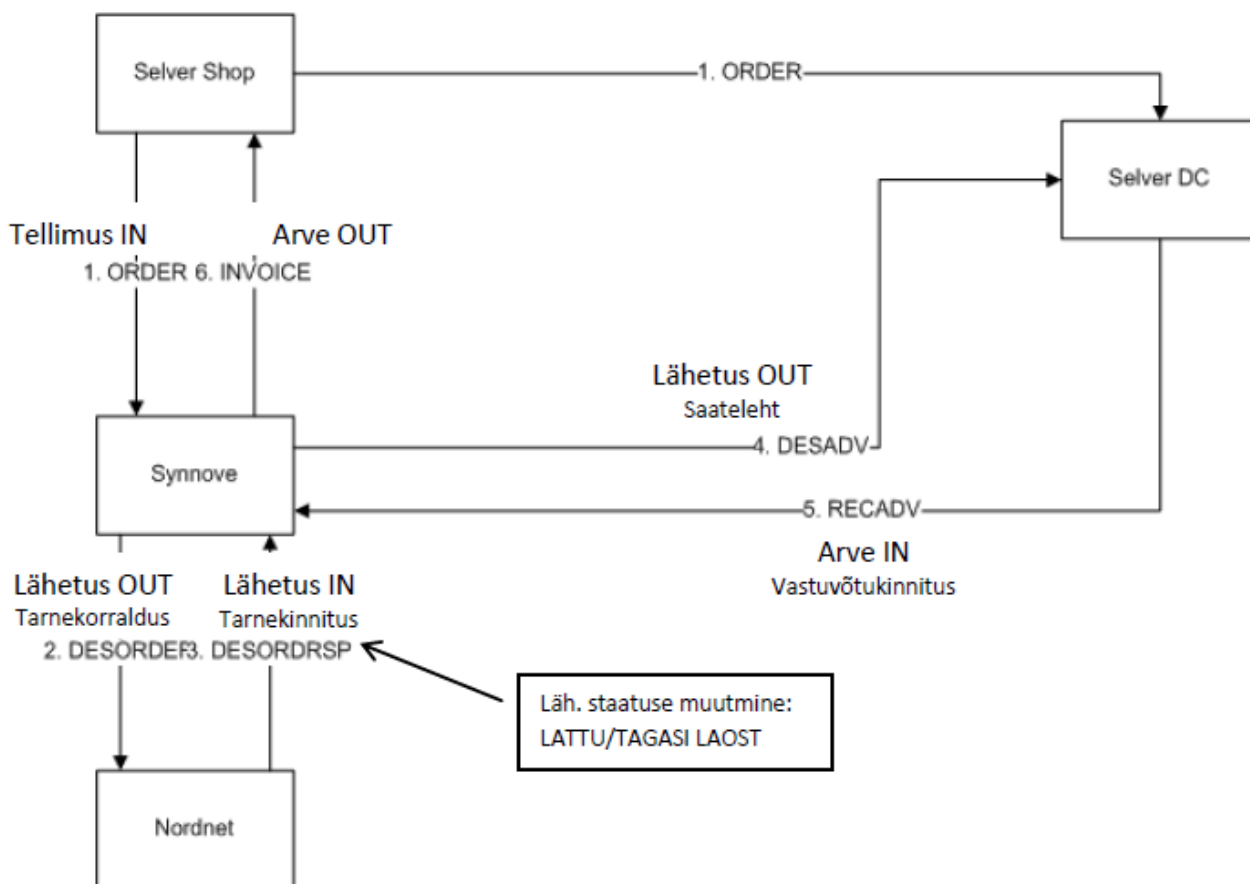 Selver Shop
1. ORDER
Selver DC
Tellimus IN
Arve OUT
1. ORDER
6. INVOICE
Lähetus OUT
Saateleht
4. DESADV
Synnove
5. RECADV
Arve IN
Vastuvõtukinnitus
Lähetus OUT
Tarnekorraldus
Lähetus IN
Tarnekinnitus
2. DESORDER
3. DESORDRSP
Läh. staatuse muutmine:
LATTU/TAGASI LAOST
Nordnet